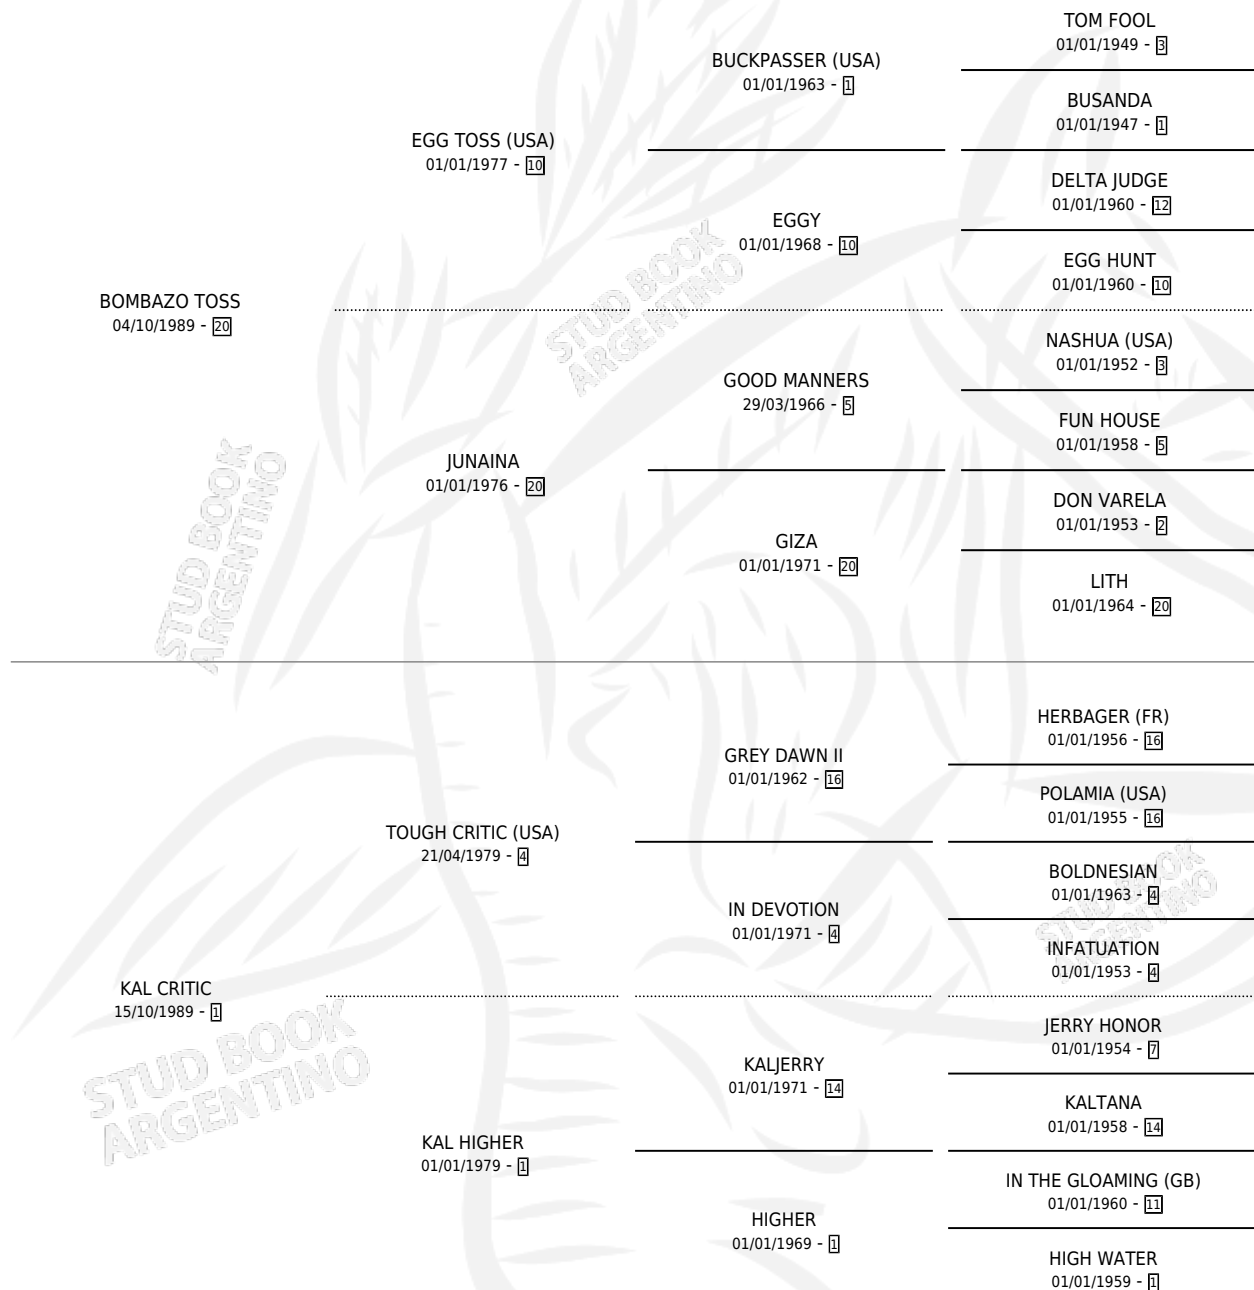 TOM FOOL
01/01/1949 - 3
BUCKPASSER (USA)
01/01/1963 - 1
BUSANDA
01/01/1947 - 1
EGG TOSS (USA)
01/01/1977 - 10
DELTA JUDGE
01/01/1960 - 12
EGGY
01/01/1968 - 10
EGG HUNT
01/01/1960 - 10
BOMBAZO TOSS
04/10/1989 - 20
STUD BOOK
ARGENTINO
NASHUA (USA)
01/01/1952 - 3
GOOD MANNERS
29/03/1966 - 5
FUN HOUSE
01/01/1958 - 5
JUNAINA
01/01/1976 - 20
DON VARELA
01/01/1953 - 2
GIZA
01/01/1971 - 20
LITH
01/01/1964 - 20
STUD BOOK
ARGENTINO
HERBAGER (FR)
01/01/1956 - 16
GREY DAWN II
01/01/1962 - 16
POLAMIA (USA)
01/01/1955 - 16
TOUGH CRITIC (USA)
21/04/1979 - 4
BOLDNESIAN
01/01/1963 - 4
IN DEVOTION
01/01/1971 - 4
INFATUATION
01/01/1953 - 4
STUD BOOK
ARGENTINO
KAL CRITIC
15/10/1989 - 1
JERRY HONOR
01/01/1954 - 7
KALJERRY
01/01/1971 - 14
KALTANA
01/01/1958 - 14
STUD BOOK
ARGENTINO
KAL HIGHER
01/01/1979 - 1
IN THE GLOAMING (GB)
01/01/1960 - 11
HIGHER
01/01/1969 - 1
HIGH WATER
01/01/1959 - 1